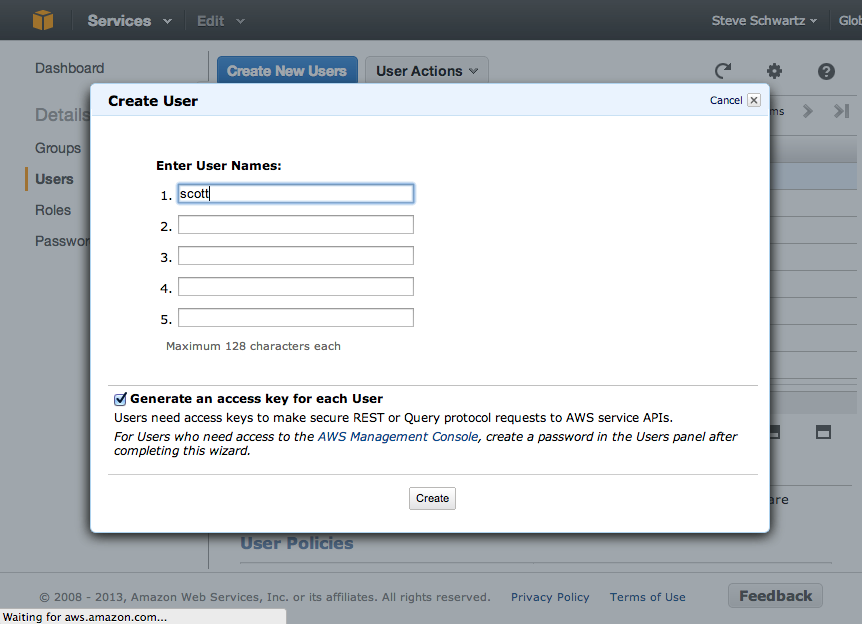 Services Edit Steve Schwartz Glob
Dashboard
Create New Users User Actions
Details
Groups
Users
Roles
Passwor
Create User
Cancel
ms
Enter User Names:
1. scott
2.
3.
4.
5.
Maximum 128 characters each
Generate an access key for each User
Users need access keys to make secure REST or Query protocol requests to AWS service APIs.
For Users who need access to the AWS Management Console, create a password in the Users panel after
completing this wizard.
Create
are
User Policies
© 2008 - 2013, Amazon Web Services, Inc. or its affiliates. All rights reserved. Privacy Policy Terms of Use Feedback
Waiting for aws.amazon.com...